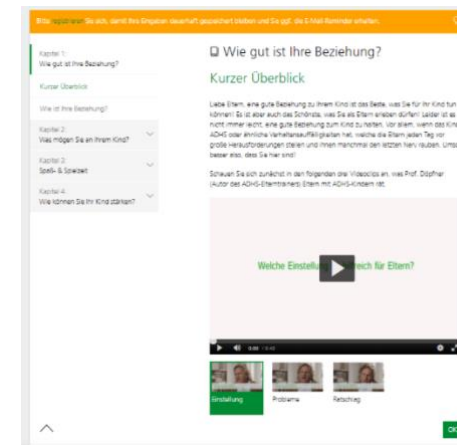 Bitte registrieren Sie sich, damit Ihre Eingaben dauerhaft gespeichert bleiben und Sie ggf. die E-Mail-Reminder erhalten.
Kapitel 1:
Wie gut ist Ihre Beziehung?
Kurzer Überblick
Wie ist Ihre Beziehung?
Kapitel 2:
Was mögen Sie an Ihrem Kind?
Kapitel 3:
Spaß- & Spielzeit
Kapitel 4:
Wie können Sie Ihr Kind stärken?
Wie gut ist Ihre Beziehung?
Kurzer Überblick
Liebe Eltern, eine gute Beziehung zu Ihrem Kind ist das Beste, was Sie für Ihr Kind tun
können! Es ist aber auch das Schönste, was Sie als Eltern erleben dürfen! Leider ist es
nicht immer leicht, eine gute Beziehung zum Kind zu halten. Vor allem, wenn das Kind
ADHS oder ähnliche Verhaltensauffälligkeiten hat, welche die Eltern jeden Tag vor
große Herausforderungen stellen und ihnen manchmal den letzten Nerv rauben. Umso
besser also, dass Sie hier sind!
Schauen Sie sich zunächst in den folgenden drei Videoclips an, was Prof. Döpfner
(Autor des ADHS-Elterntrainers) Eltern mit ADHS-Kindern rät.
Welche Einstellung reich für Eltern?
0:00
Einstellung
Probleme
Ratschlag
OK